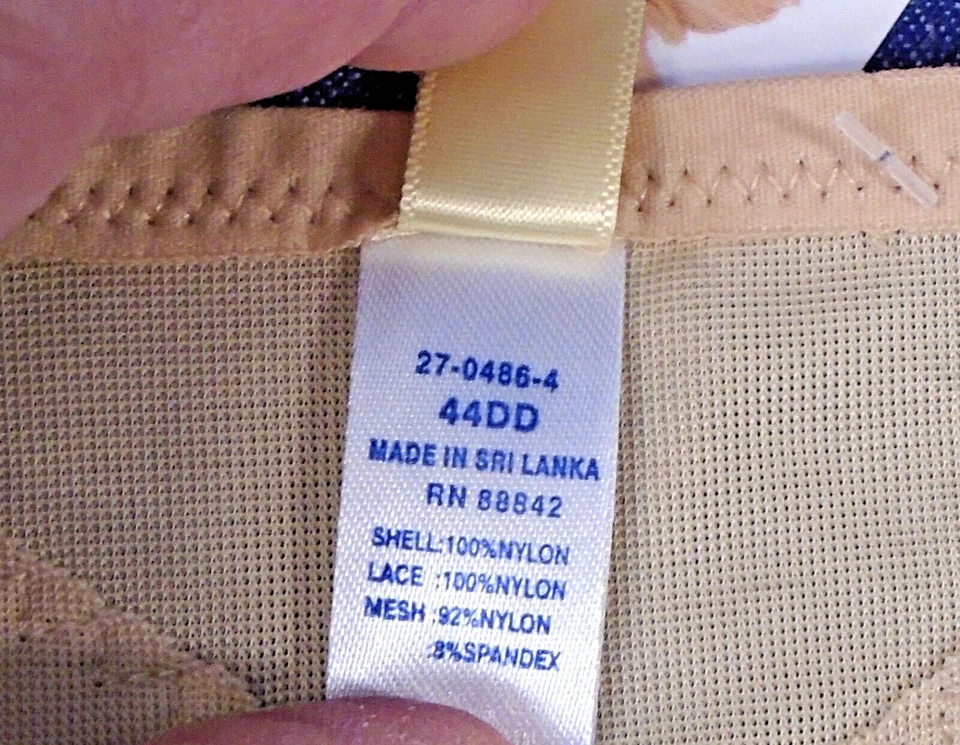 27-0486-4
44DD
MADE IN SRI LANKA
RN 88842
SHELL:100%NYLON
LACE :100%NYLON
MESH :92%NYLON
:8%SPANDEX